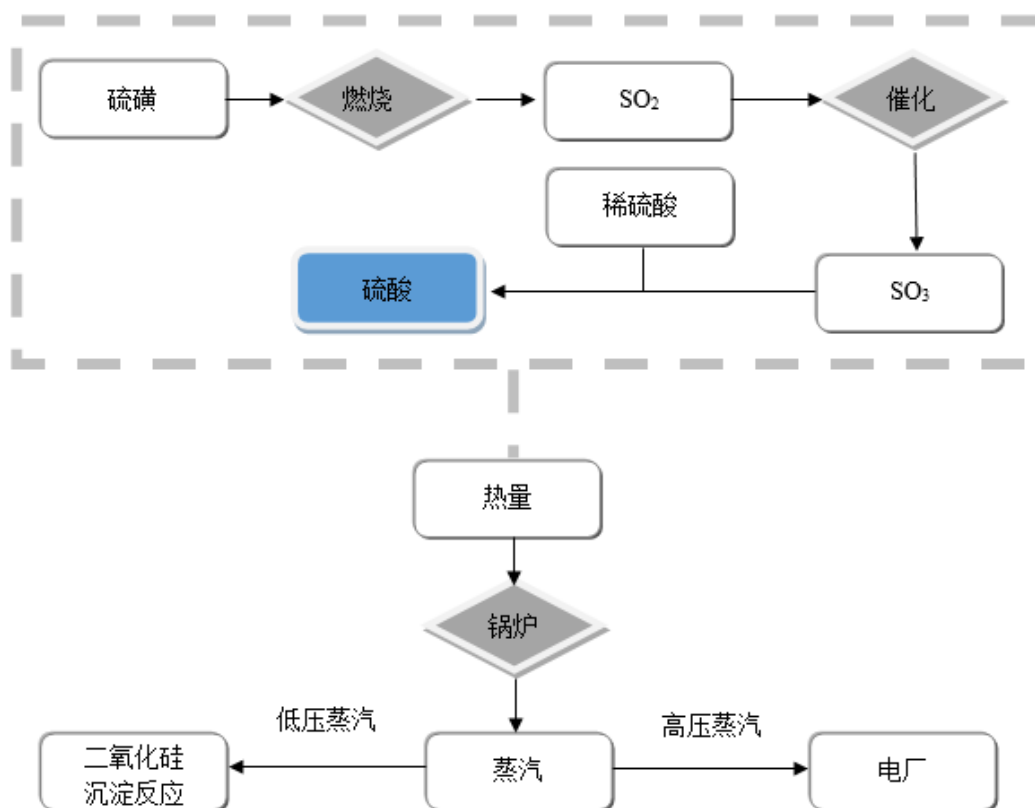 硫磺
燃烧
SO₂
催化
稀硫酸
硫酸
SO₃
热量
锅炉
低压蒸汽
高压蒸汽
二氧化硅
沉淀反应
蒸汽
电厂